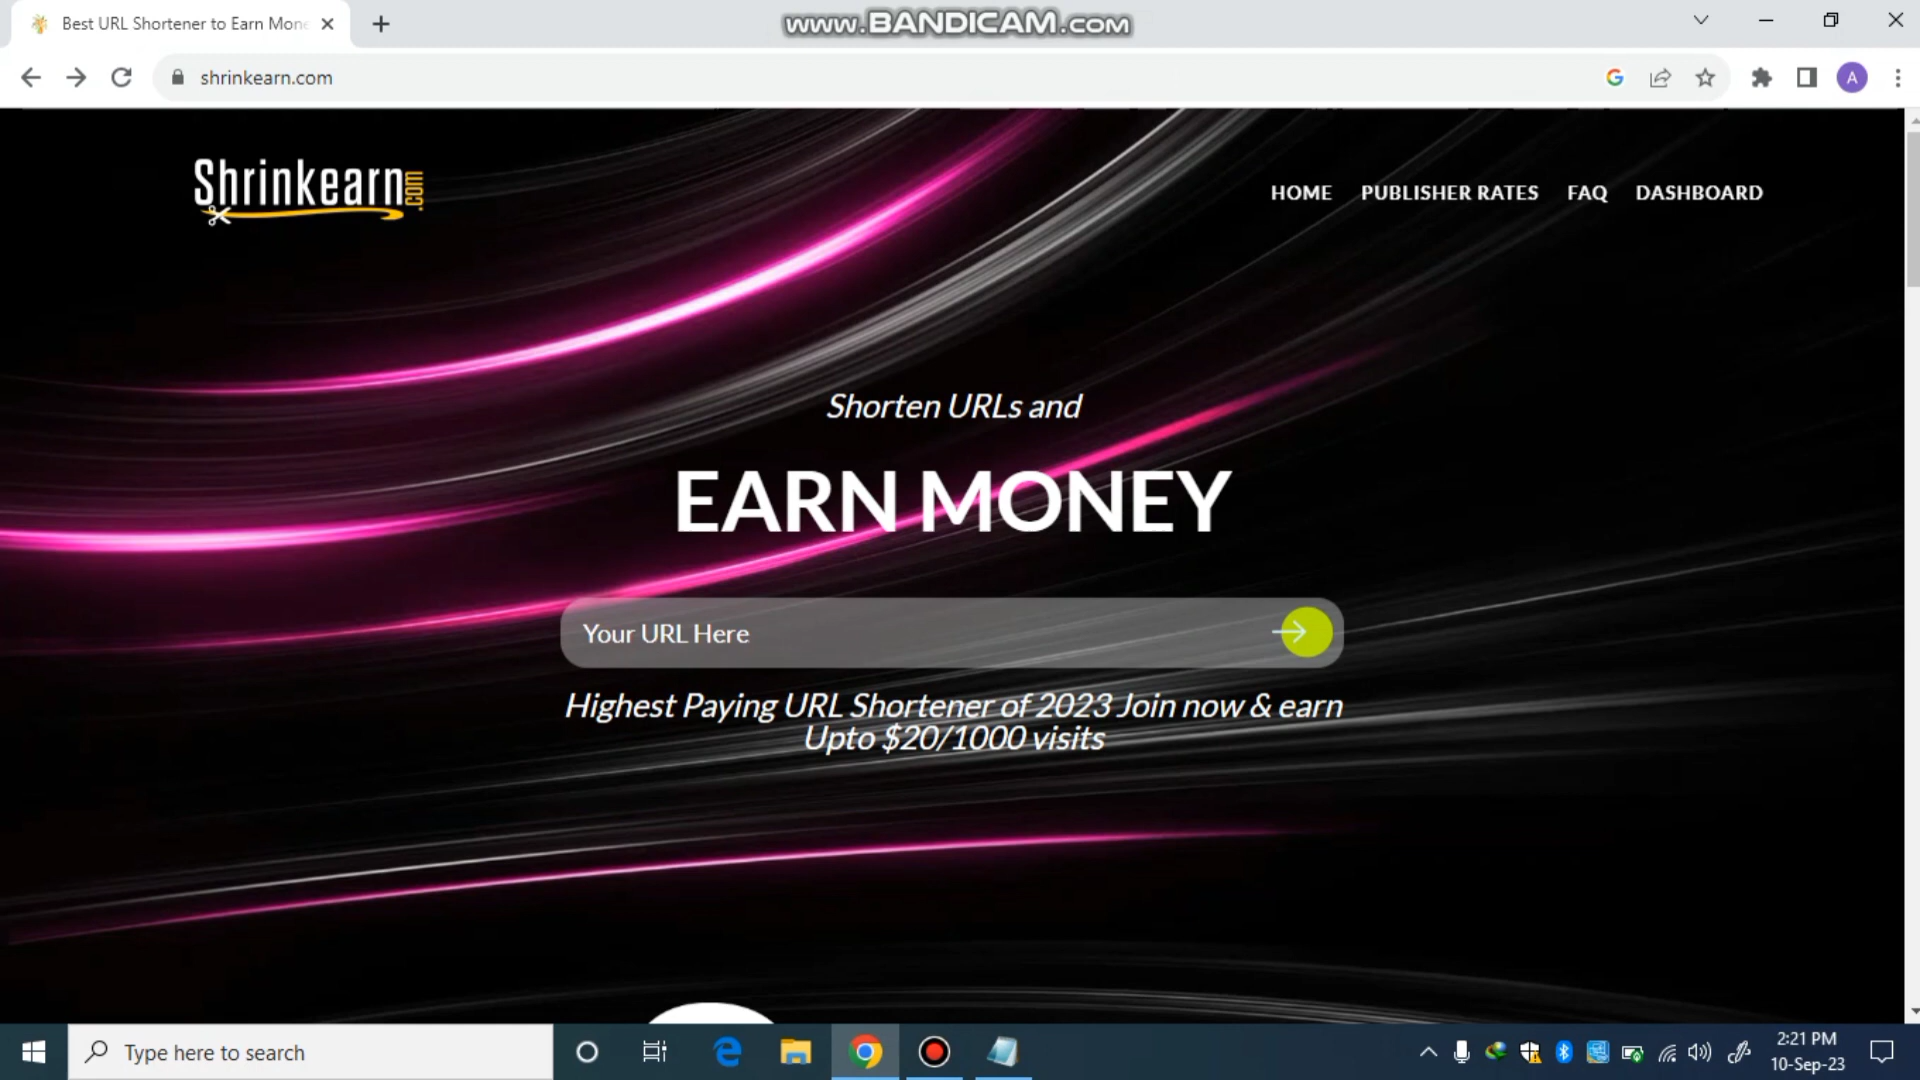 Best URL Shortener to Earn Mone
www.BANDICAM.com
shrinkearn.com
A
Shrinkearn.com
HOME PUBLISHER RATES FAQ DASHBOARD
Shorten URLs and
EARN MONEY
Your URL Here
Highest Paying URL Shortener of 2023 Join now & earn
Upto $20/1000 visits
Type here to search
2:21 PM
10-Sep-23